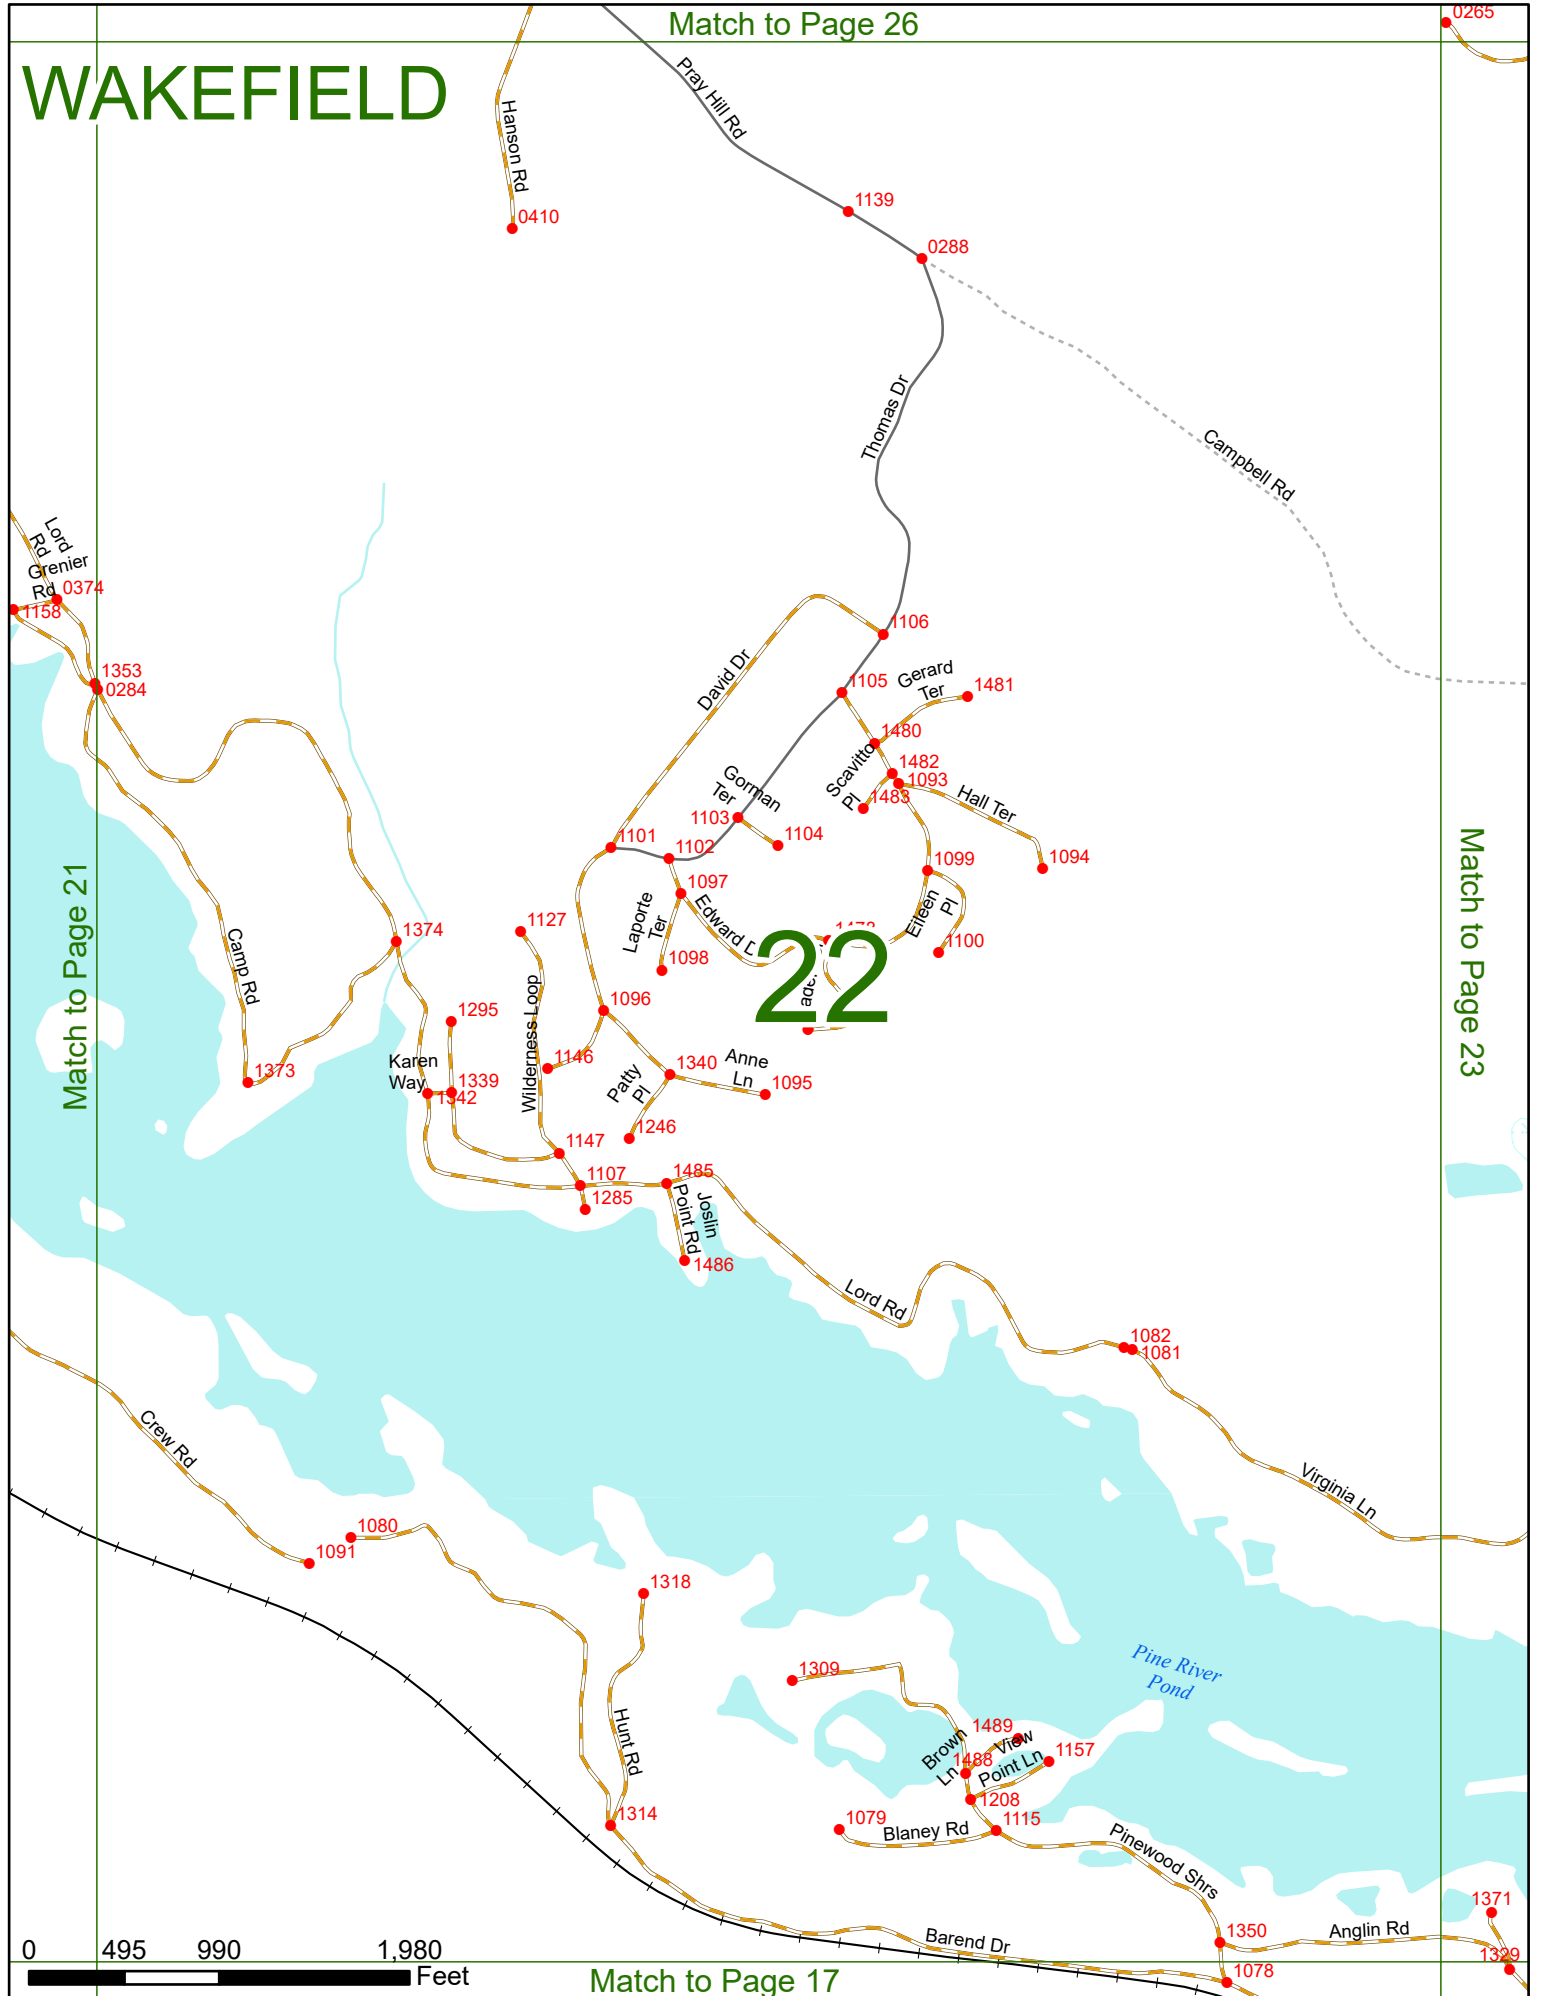 Match to Page 26
0265
WAKEFIELD
Pray Hill Rd
Hanson Rd
0410
1139
0288
Thomas Dr
Campbell Rd
Lord
Rd
Grenier
Rd
0374
1158
1353
0284
1106
David Dr
1105
Gerard
Ter
1481
1480
Scavitto
Pl
1482
1093
1483
Hall Ter
1094
Gorman
Ter
1103
1104
1101
1102
1097
1099
Eileen
Pl
1100
Laporte
Ter
Edward
1098
22
Match to Page 21
Match to Page 23
Camp Rd
1374
1373
1127
Wilderness Loop
1096
1295
Karen
Way
1339
1342
1146
1340
Anne
Ln
1095
Patty
Pl
1246
1147
1107
1285
1485
Joslin
Point Rd
1486
Lord Rd
1082
1081
Virginia Ln
Crew Rd
1080
1091
1318
Hunt Rd
1314
1309
Pine River
Pond
1489
Brown
Ln
1488
View
Point Ln
1157
1208
1079
Blaney Rd
1115
Pinewood Shrs
1371
1350
Anglin Rd
1329
Barend Dr
1078
0 495 990 1,980
Feet
Match to Page 17